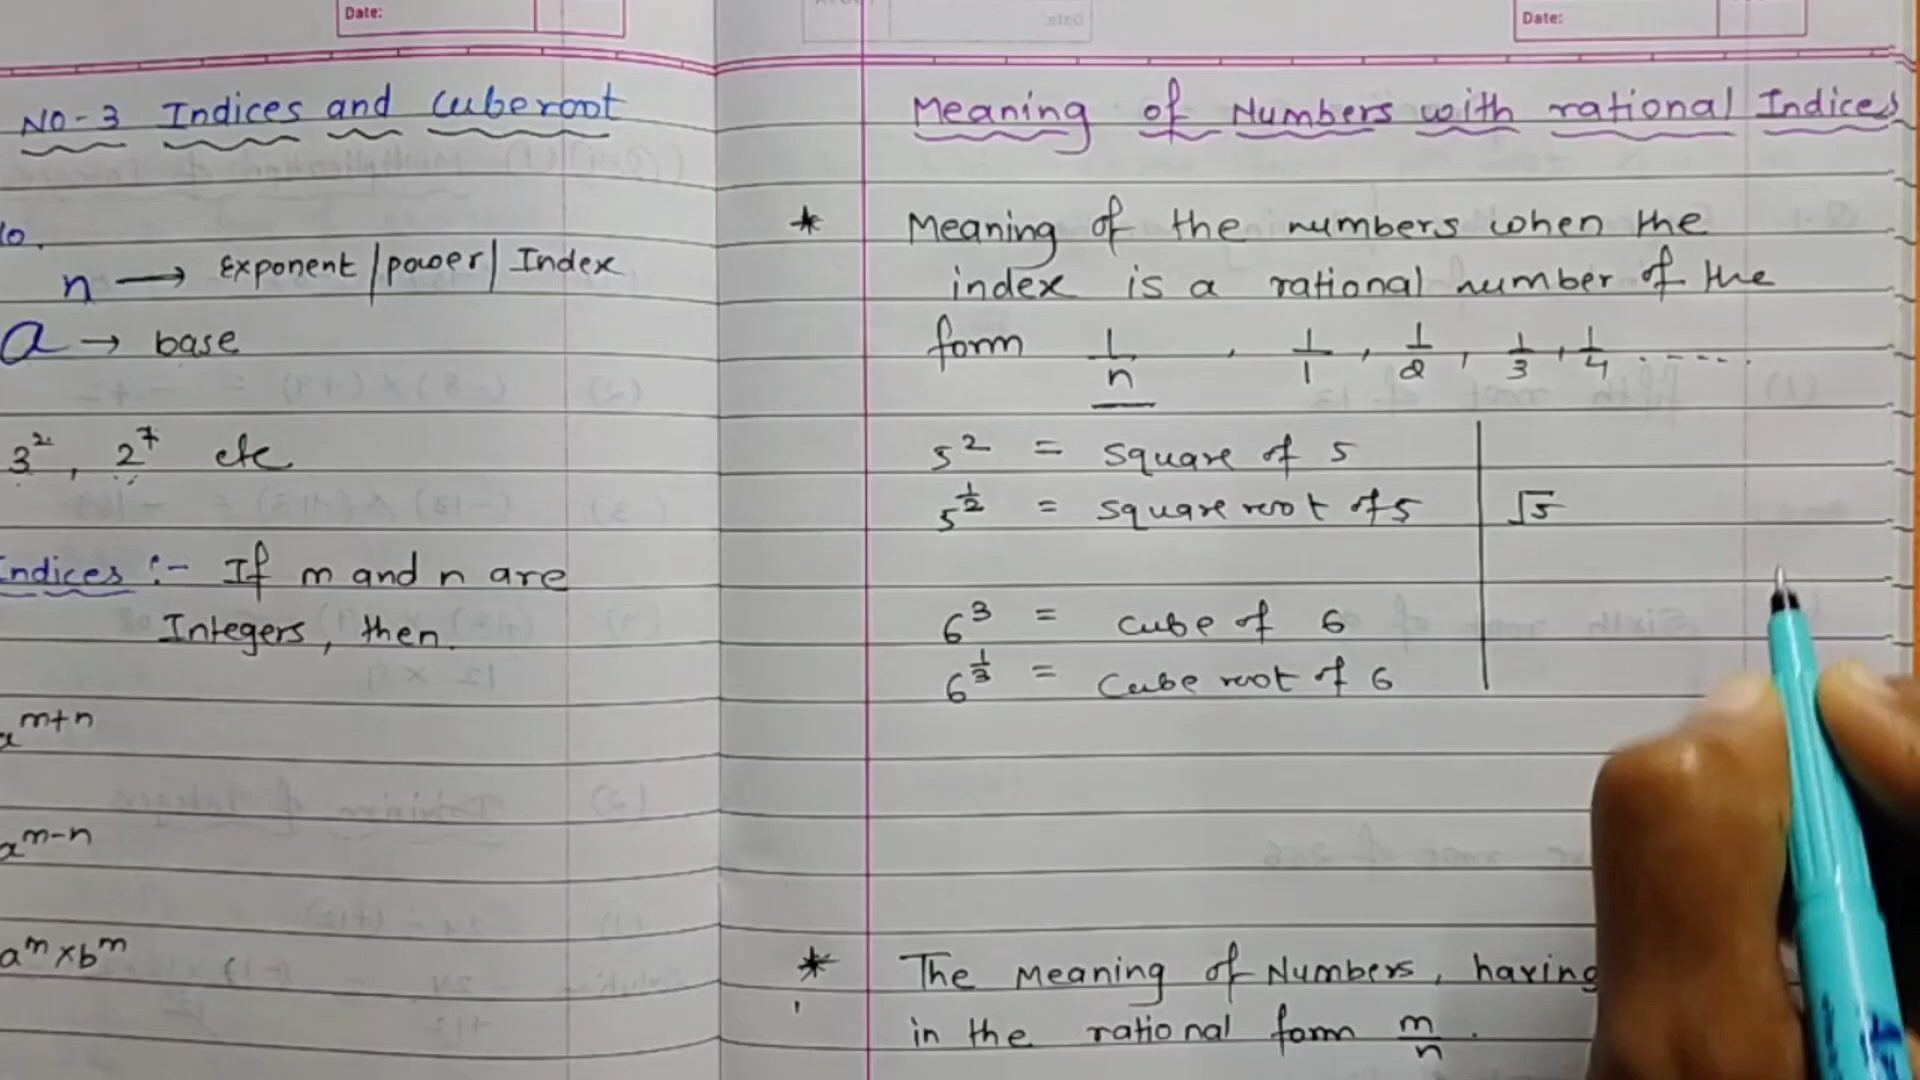 Date:
NO-3 Indices and Cuberoot
n → Exponent/power/Index
a → base
3², 2⁷ etc
Indices :- If m and n are
Integers, then.
a^m+n
a^m-n
a^m×b^m
Date:
Meaning of Numbers with rational Indices
* Meaning of the numbers when the
index is a rational number of the
form 1/n , 1/1, 1/2, 1/3, 1/4 .....
5² = square of 5
5^1/2 = square root of 5 √5
6³ = cube of 6
6^1/3 = Cube root of 6
* The Meaning of Numbers, having
in the rational form m/n.